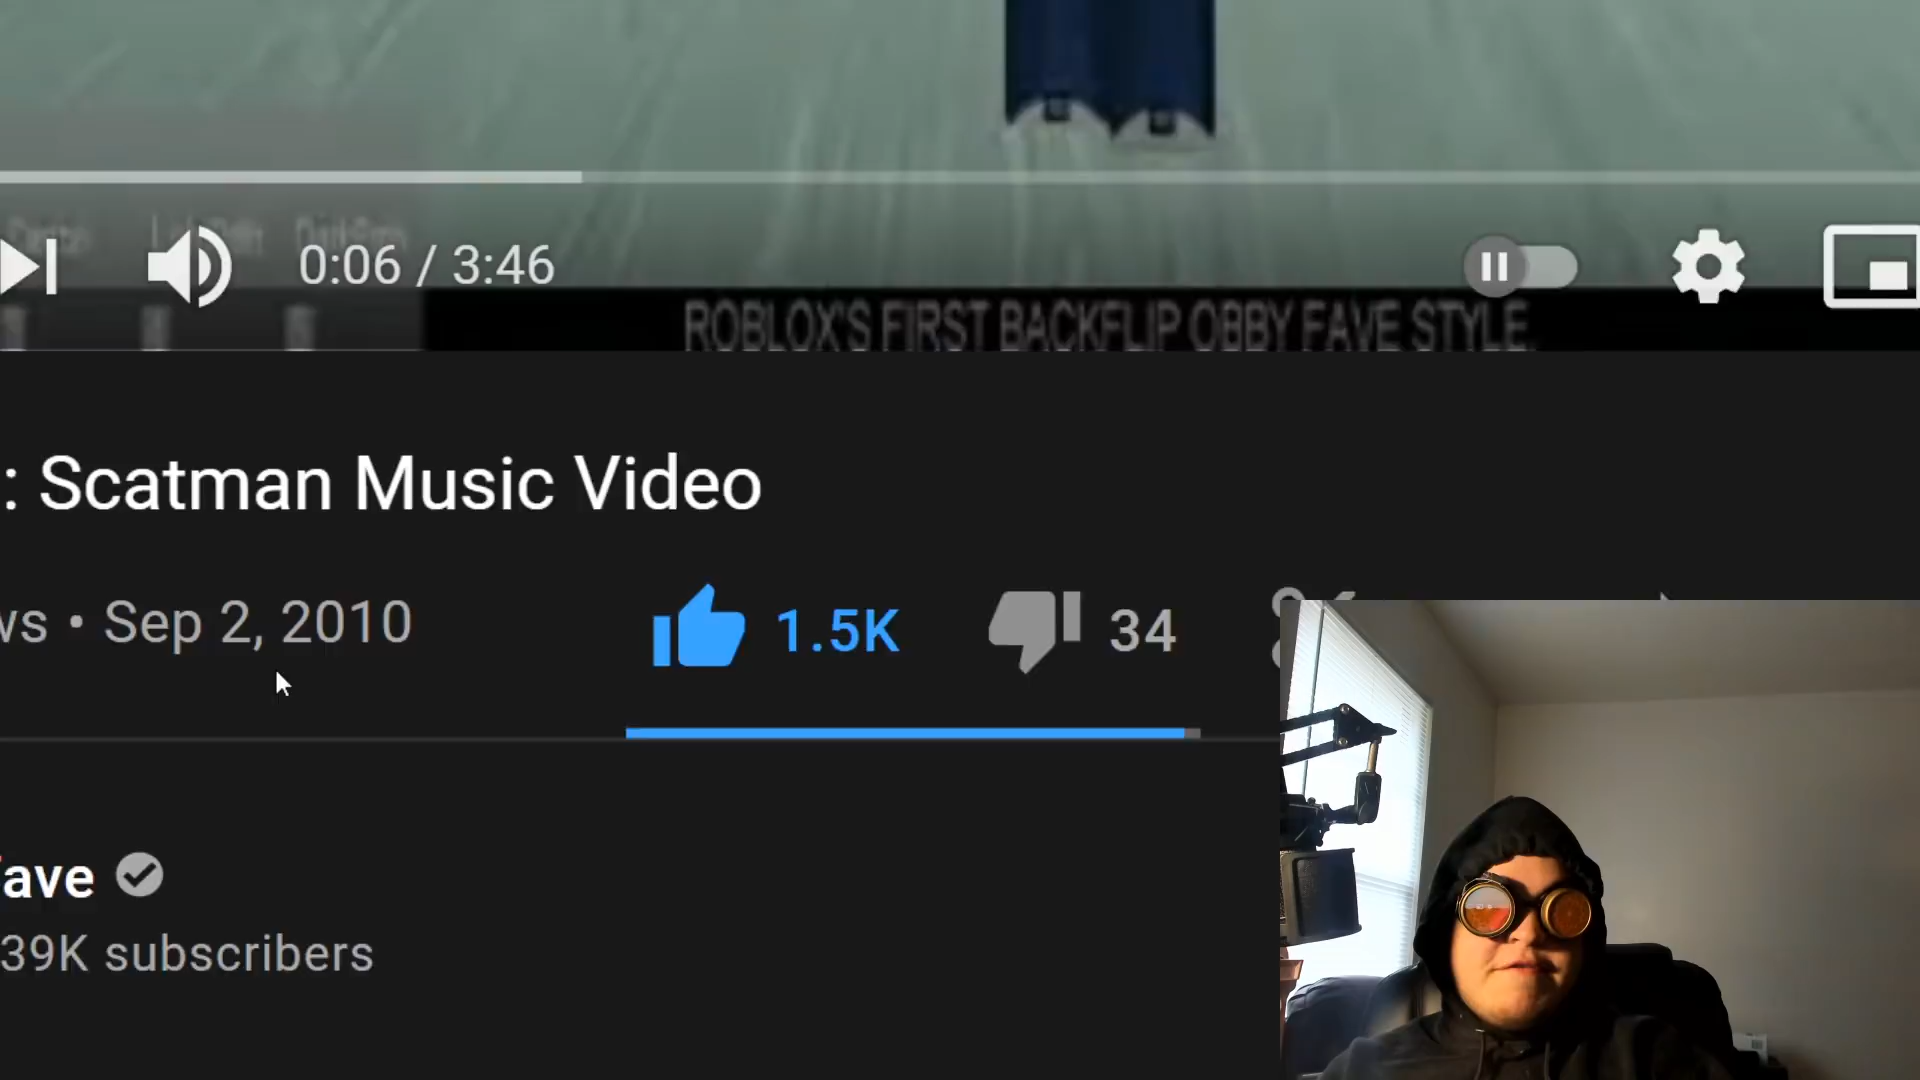 0:06 / 3:46
ROBLOX'S FIRST BACKFLIP OBBY FAVE STYLE.
: Scatman Music Video
ws • Sep 2, 2010
1.5K
34
ave
39K subscribers